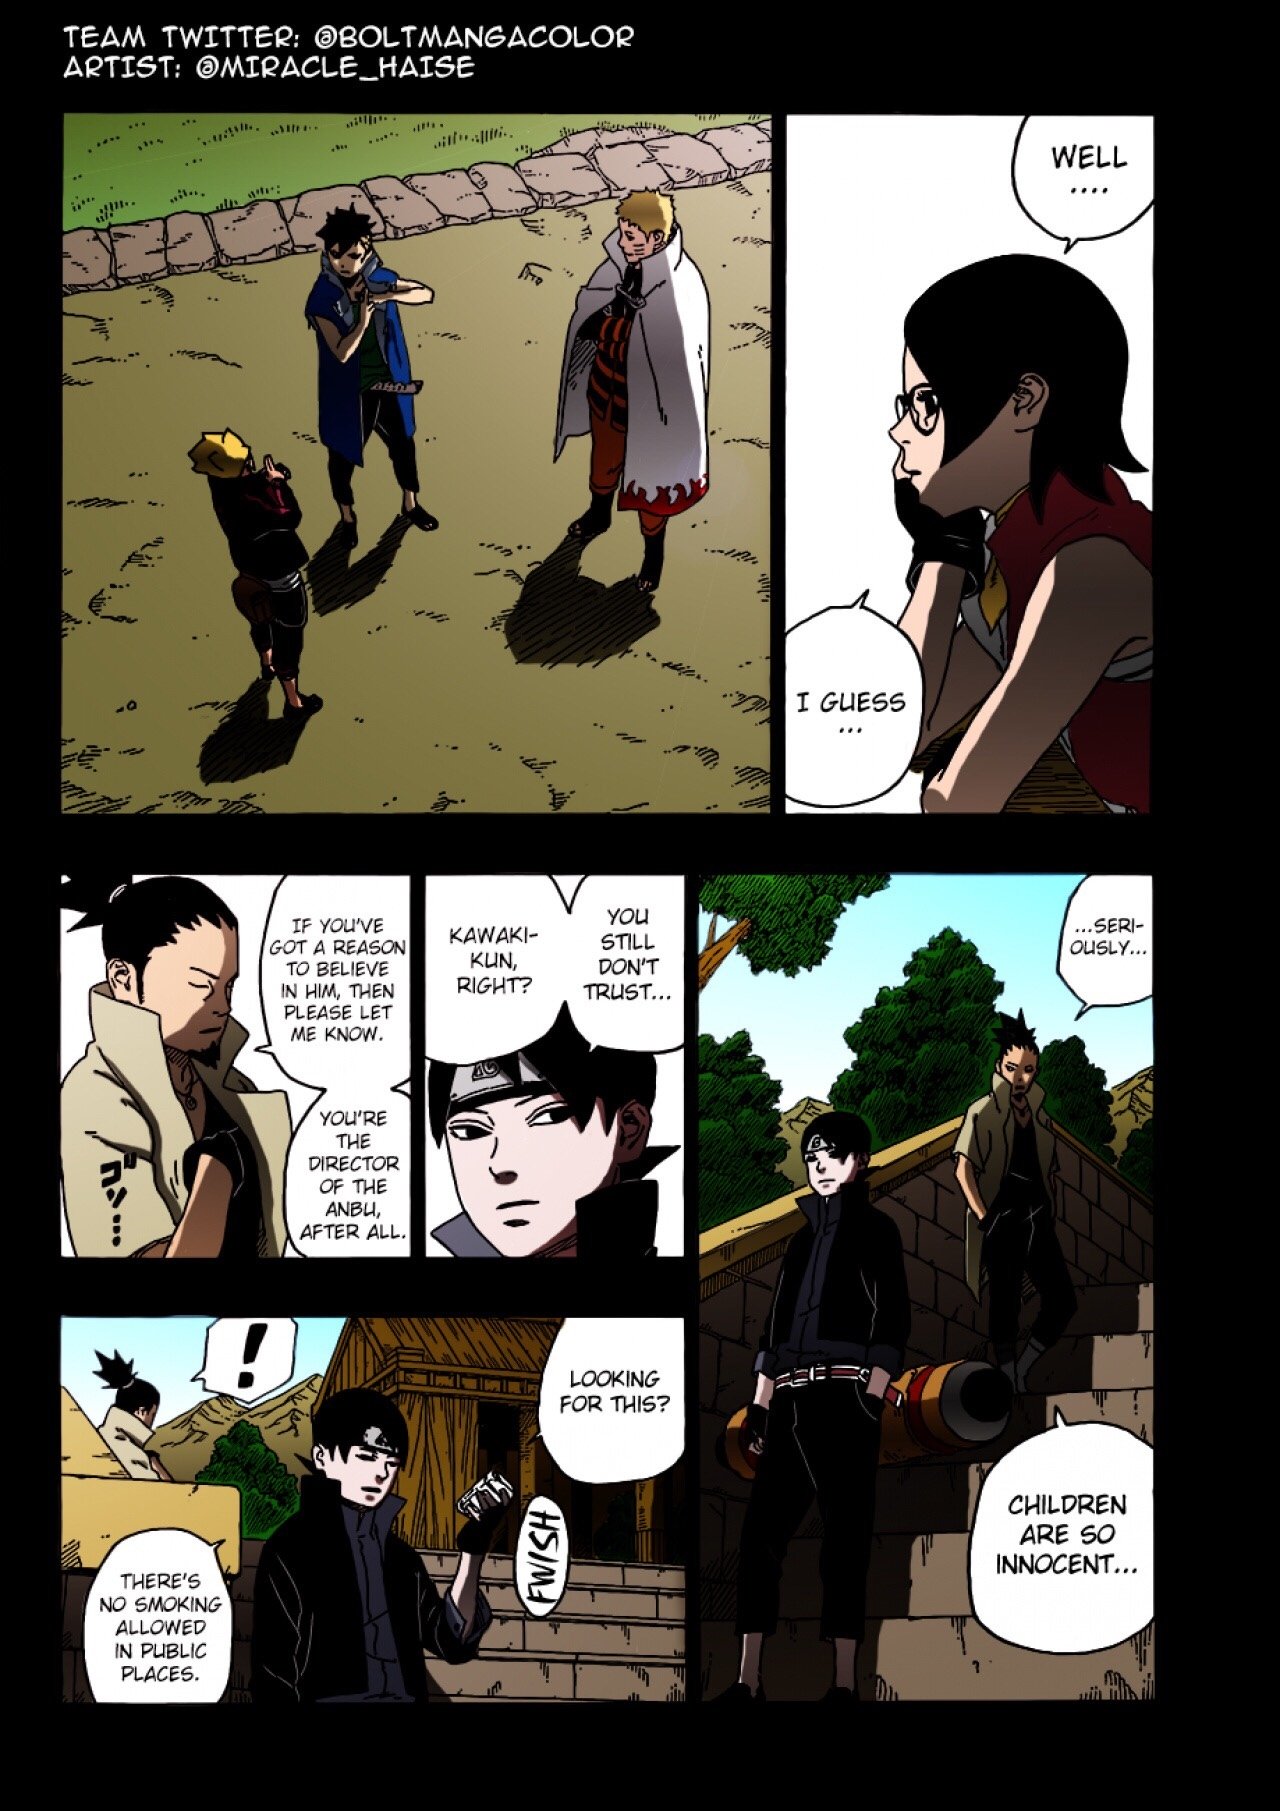 TEAM TWITTER: @BOLTMANGACOLOR
ARTIST: @MIRACLE_HAISE
WELL
....
I GUESS
...
...SERI-
OUSLY...
CHILDREN
ARE SO
INNOCENT...
YOU
STILL
DON'T
TRUST...
KAWAKI-
KUN,
RIGHT?
IF YOU'VE
GOT A REASON
TO BELIEVE
IN HIM, THEN
PLEASE LET
ME KNOW.
YOU'RE
THE
DIRECTOR
OF THE
ANBU,
AFTER ALL.
ゴソ...
!
LOOKING
FOR THIS?
FWISH
THERE'S
NO SMOKING
ALLOWED
IN PUBLIC
PLACES.